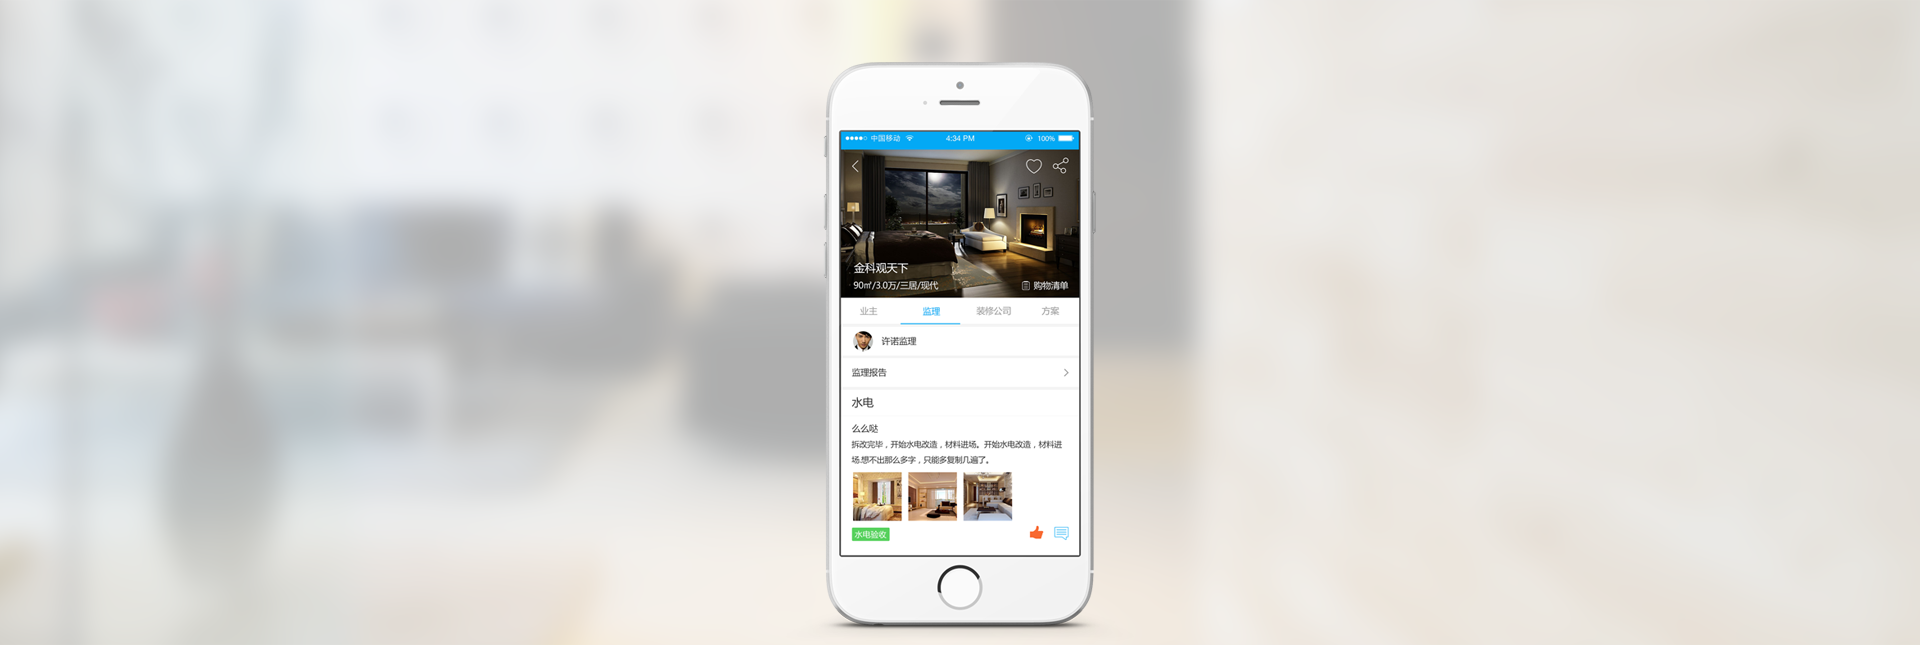 中国移动
4:34 PM
100%
金科观天下
90㎡/3.0万/三居/现代
购物清单
业主
监理
装修公司
方案
许诺监理
监理报告
水电
么么哒
拆改完毕，开始水电改造，材料进场。开始水电改造，材料进
场.想不出那么多字，只能多复制几遍了。
水电验收